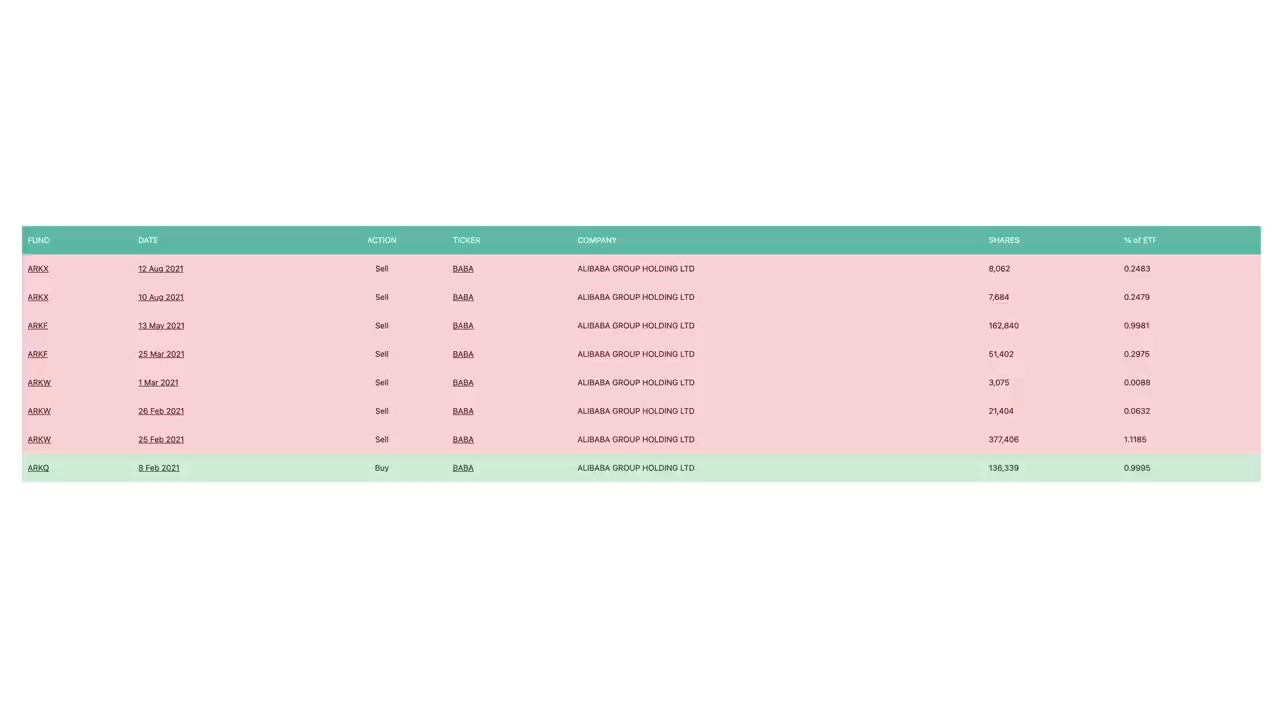 FUND DATE ACTION TICKER COMPANY SHARES % of ETF
ARKX 12 Aug 2021 Sell BABA ALIBABA GROUP HOLDING LTD 8,062 0.2483
ARKX 10 Aug 2021 Sell BABA ALIBABA GROUP HOLDING LTD 7,684 0.2479
ARKF 13 May 2021 Sell BABA ALIBABA GROUP HOLDING LTD 162,840 0.9981
ARKF 25 Mar 2021 Sell BABA ALIBABA GROUP HOLDING LTD 51,402 0.2975
ARKW 1 Mar 2021 Sell BABA ALIBABA GROUP HOLDING LTD 3,075 0.0088
ARKW 26 Feb 2021 Sell BABA ALIBABA GROUP HOLDING LTD 21,404 0.0632
ARKW 25 Feb 2021 Sell BABA ALIBABA GROUP HOLDING LTD 377,406 1.1185
ARKQ 8 Feb 2021 Buy BABA ALIBABA GROUP HOLDING LTD 136,339 0.9995